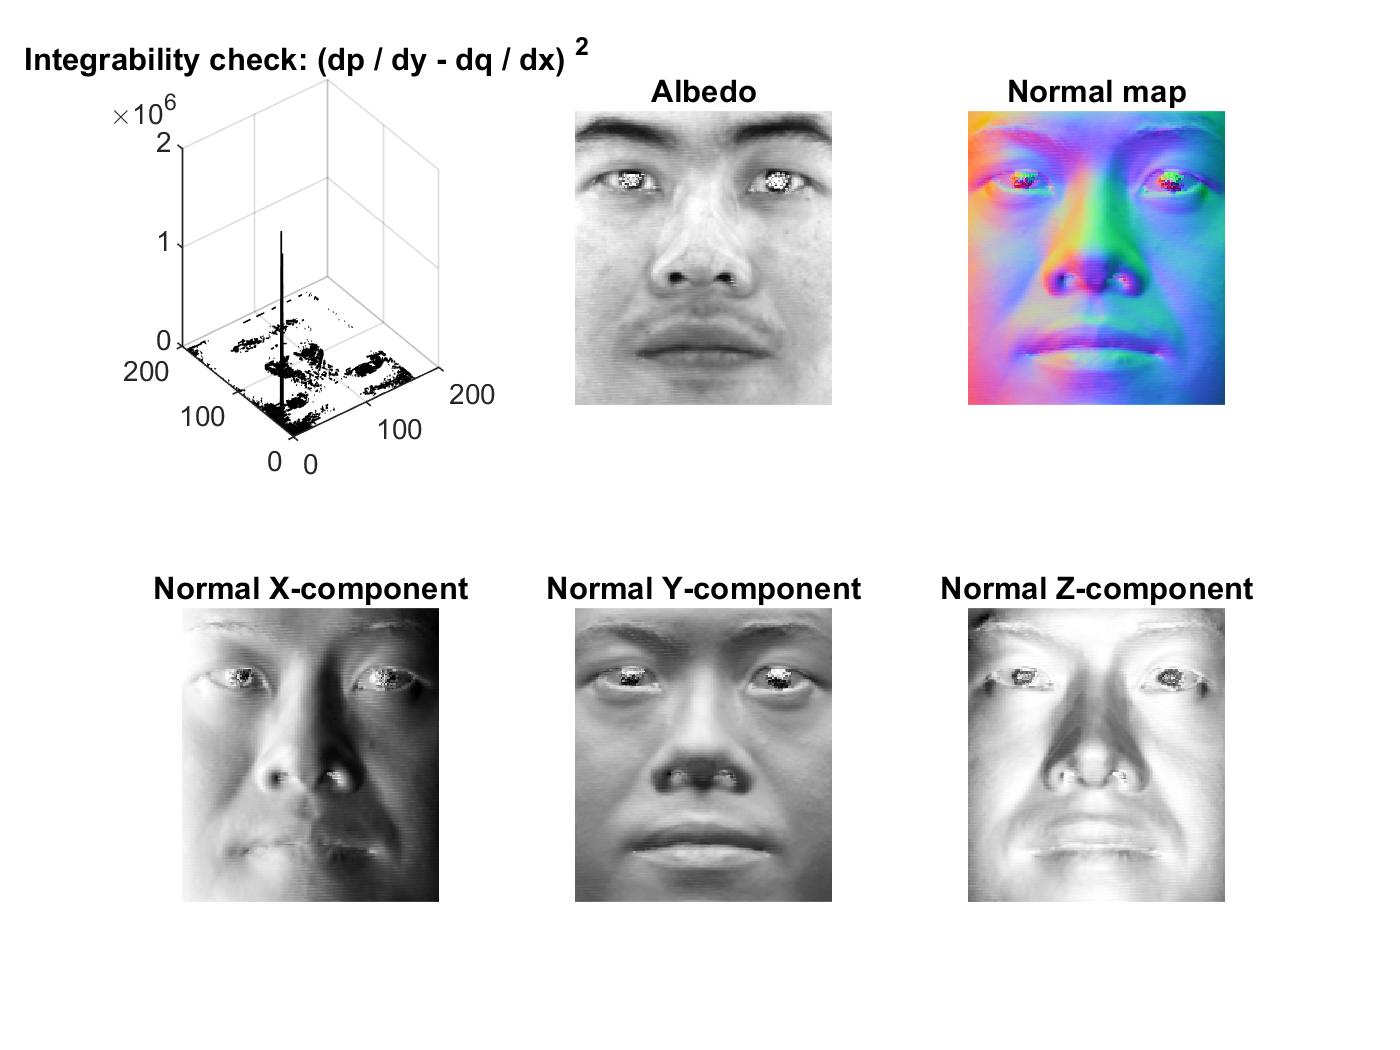 Integrability check: (dp / dy - dq / dx) 2
×10^6
2
1
0
200
100
0
0
100
200
Albedo
Normal map
Normal X-component
Normal Y-component
Normal Z-component